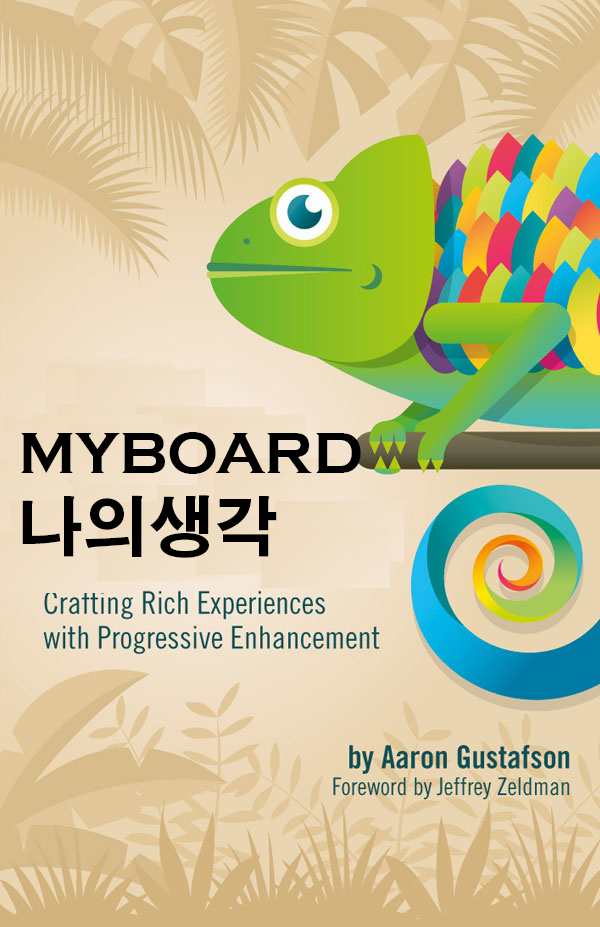 MYBOARD
나의생각
Crafting Rich Experiences
with Progressive Enhancement
by Aaron Gustafson
Foreword by Jeffrey Zeldman